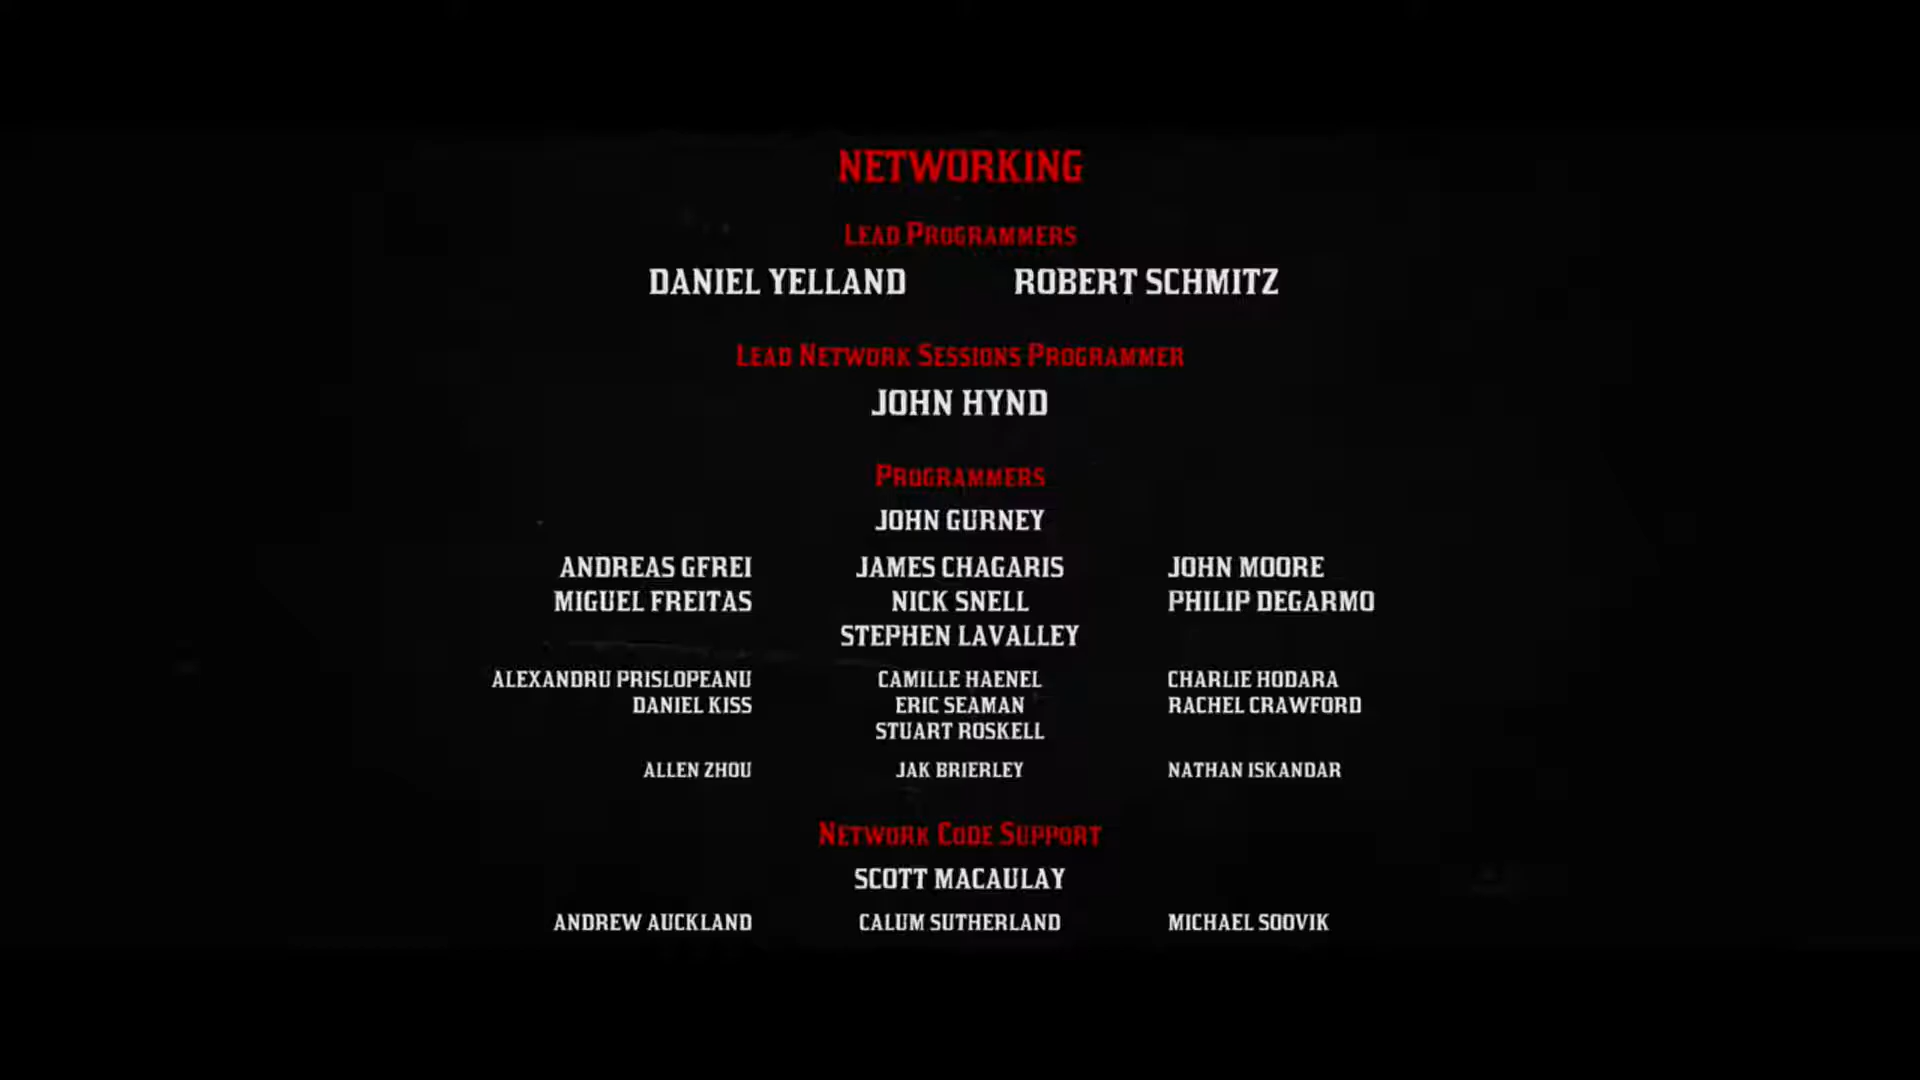 NETWORKING
LEAD PROGRAMMERS
DANIEL YELLAND ROBERT SCHMITZ
LEAD NETWORK SESSIONS PROGRAMMER
JOHN HYND
PROGRAMMERS
JOHN GURNEY
ANDREAS GFREI JAMES CHAGARIS JOHN MOORE
MIGUEL FREITAS NICK SNELL PHILIP DEGARMO
STEPHEN LAVALLEY
ALEXANDRU PRISLOPEANU CAMILLE HAENEL CHARLIE HODARA
DANIEL KISS ERIC SEAMAN RACHEL CRAWFORD
STUART ROSKELL
ALLEN ZHOU JAK BRIERLEY NATHAN ISKANDAR
NETWORK CODE SUPPORT
SCOTT MACAULAY
ANDREW AUCKLAND CALUM SUTHERLAND MICHAEL SOOVIK